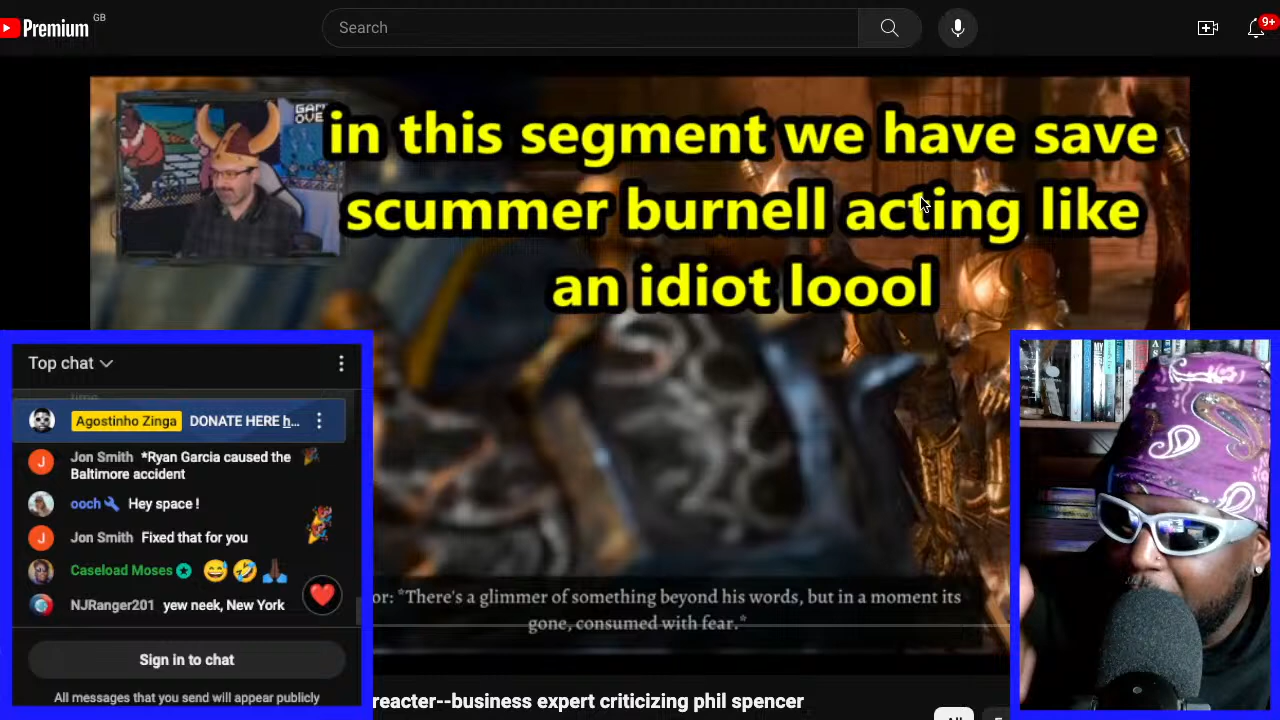 Premium GB
Search
9+
GAME
OVER
in this segment we have save
scummer burnell acting like
an idiot loool
Top chat
Agostinho Zinga DONATE HERE h...
Jon Smith *Ryan Garcia caused the
Baltimore accident
ooch Hey space !
Jon Smith Fixed that for you
Caseload Moses
NJRanger201 yew neek, New York
Sign in to chat
All messages that you send will appear publicly
or: *There's a glimmer of something beyond his words, but in a moment its
gone, consumed with fear.*
reacter--business expert criticizing phil spencer